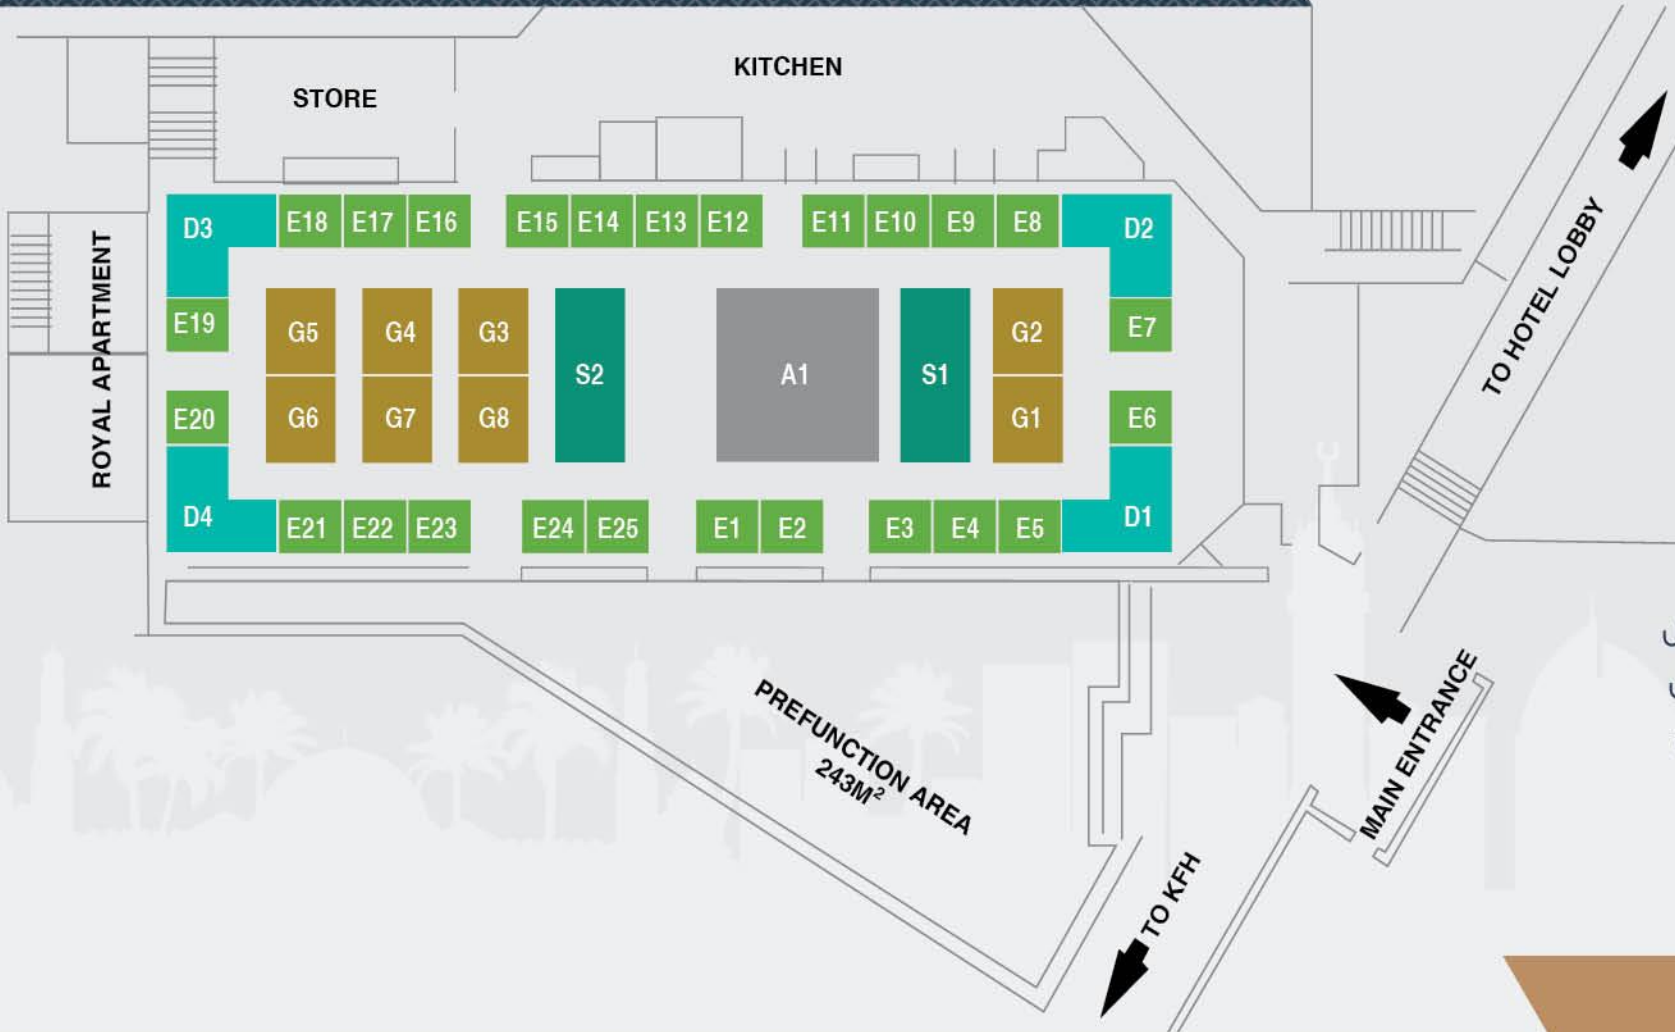 KITCHEN
STORE
D3
E18
E17
E16
E15
E14
E13
E12
E11
E10
E9
E8
D2
E19
G5
G4
G3
S2
A1
S1
G2
E7
E20
G6
G7
G8
G1
E6
D4
E21
E22
E23
E24
E25
E1
E2
E3
E4
E5
D1
ROYAL APARTMENT
TO HOTEL LOBBY
PREFUNCTION AREA
243M²
MAIN ENTRANCE
TO KFH